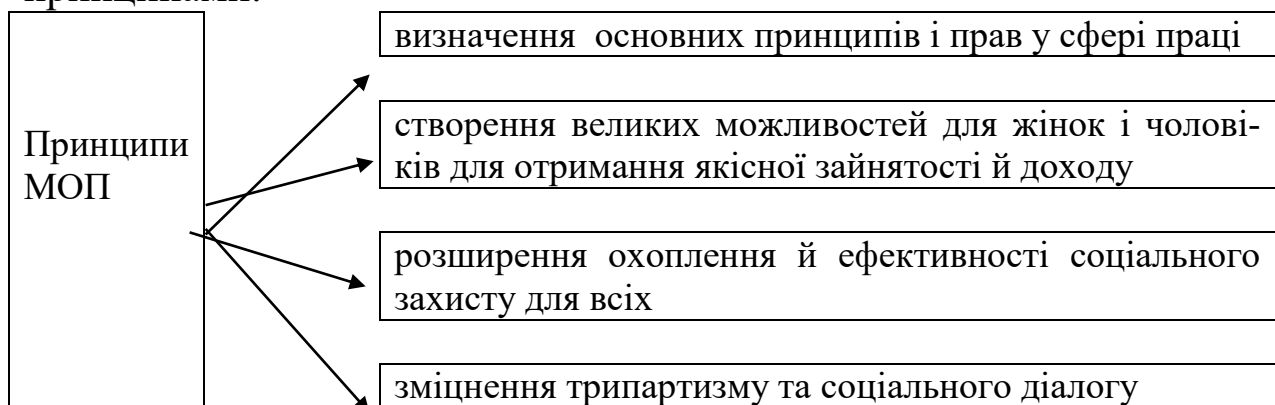 принципами:
визначення основних принципів і прав у сфері праці
Принципи
МОП
створення великих можливостей для жінок і чолові-
ків для отримання якісної зайнятості й доходу
розширення охоплення й ефективності соціального
захисту для всіх
зміцнення трипартизму та соціального діалогу